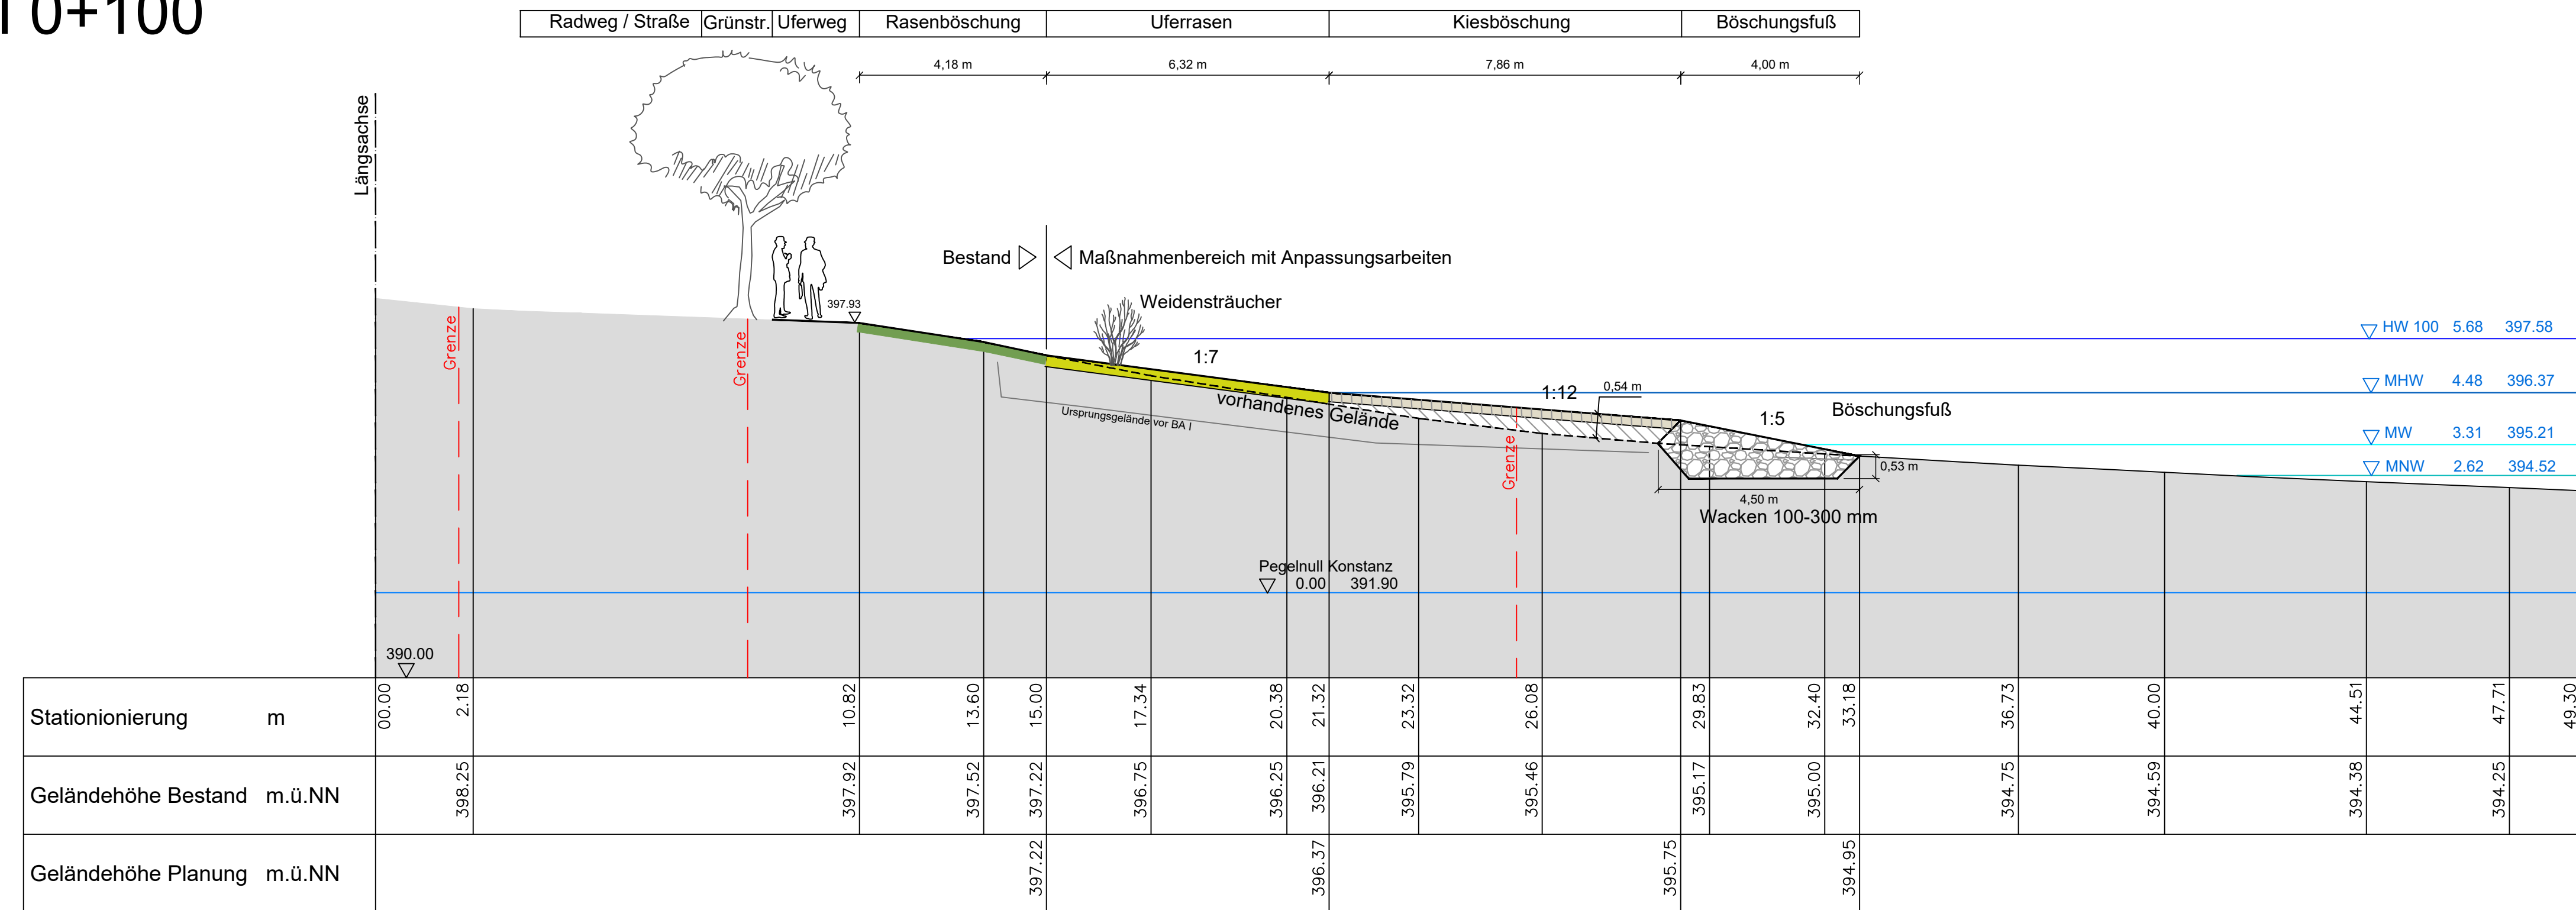 0+100
Radweg / Straße Grünstr. Uferweg Rasenböschung Uferrasen Kiesböschung Böschungsfuß
4,18 m 6,32 m 7,86 m 4,00 m
Längsachse
Bestand Maßnahmenbereich mit Anpassungsarbeiten
Weidensträucher
397.93
Grenze
Grenze
HW 100 5.68 397.58
1:7
MHW 4.48 396.37
1:12
0,54 m
vorhandenes Gelände
Ursprungsgelände vor BA I
1:5
Böschungsfuß
Grenze
MW 3.31 395.21
MNW 2.62 394.52
0,53 m
4,50 m
Wacken 100-300 mm
Pegelnull Konstanz
0.00 391.90
390.00
Stationionierung m 00.00 2.18 10.82 13.60 15.00 17.34 20.38 21.32 23.32 26.08 29.83 32.40 33.18 36.73 40.00 44.51 47.71 49.30
Geländehöhe Bestand m.ü.NN 398.25 397.92 397.52 397.22 396.75 396.25 396.21 395.79 395.46 395.17 395.00 394.75 394.59 394.38 394.25
Geländehöhe Planung m.ü.NN 397.22 396.37 395.75 394.95